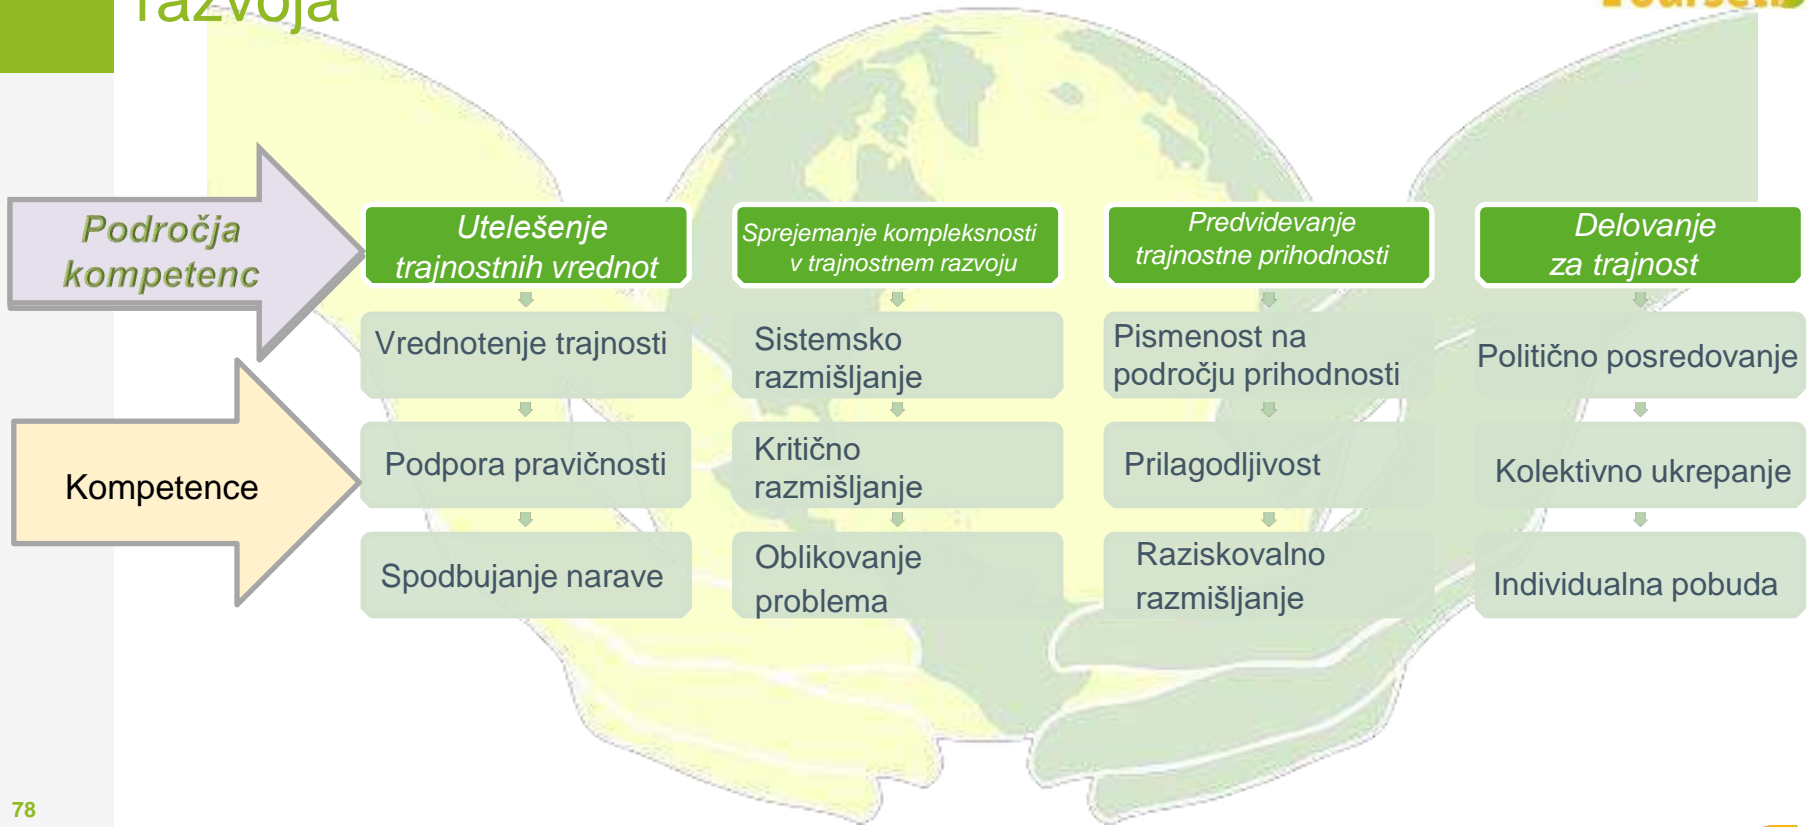 razvoja
Področja
kompetenc
Utelešenje
trajnostnih vrednot
Sprejemanje kompleksnosti
v trajnostnem razvoju
Predvidevanje
trajnostne prihodnosti
Delovanje
za trajnost
Kompetence
Vrednotenje trajnosti
Podpora pravičnosti
Spodbujanje narave
Sistemsko
razmišljanje
Kritično
razmišljanje
Oblikovanje
problema
Pismenost na
področju prihodnosti
Prilagodljivost
Raziskovalno
razmišljanje
Politično posredovanje
Kolektivno ukrepanje
Individualna pobuda
78